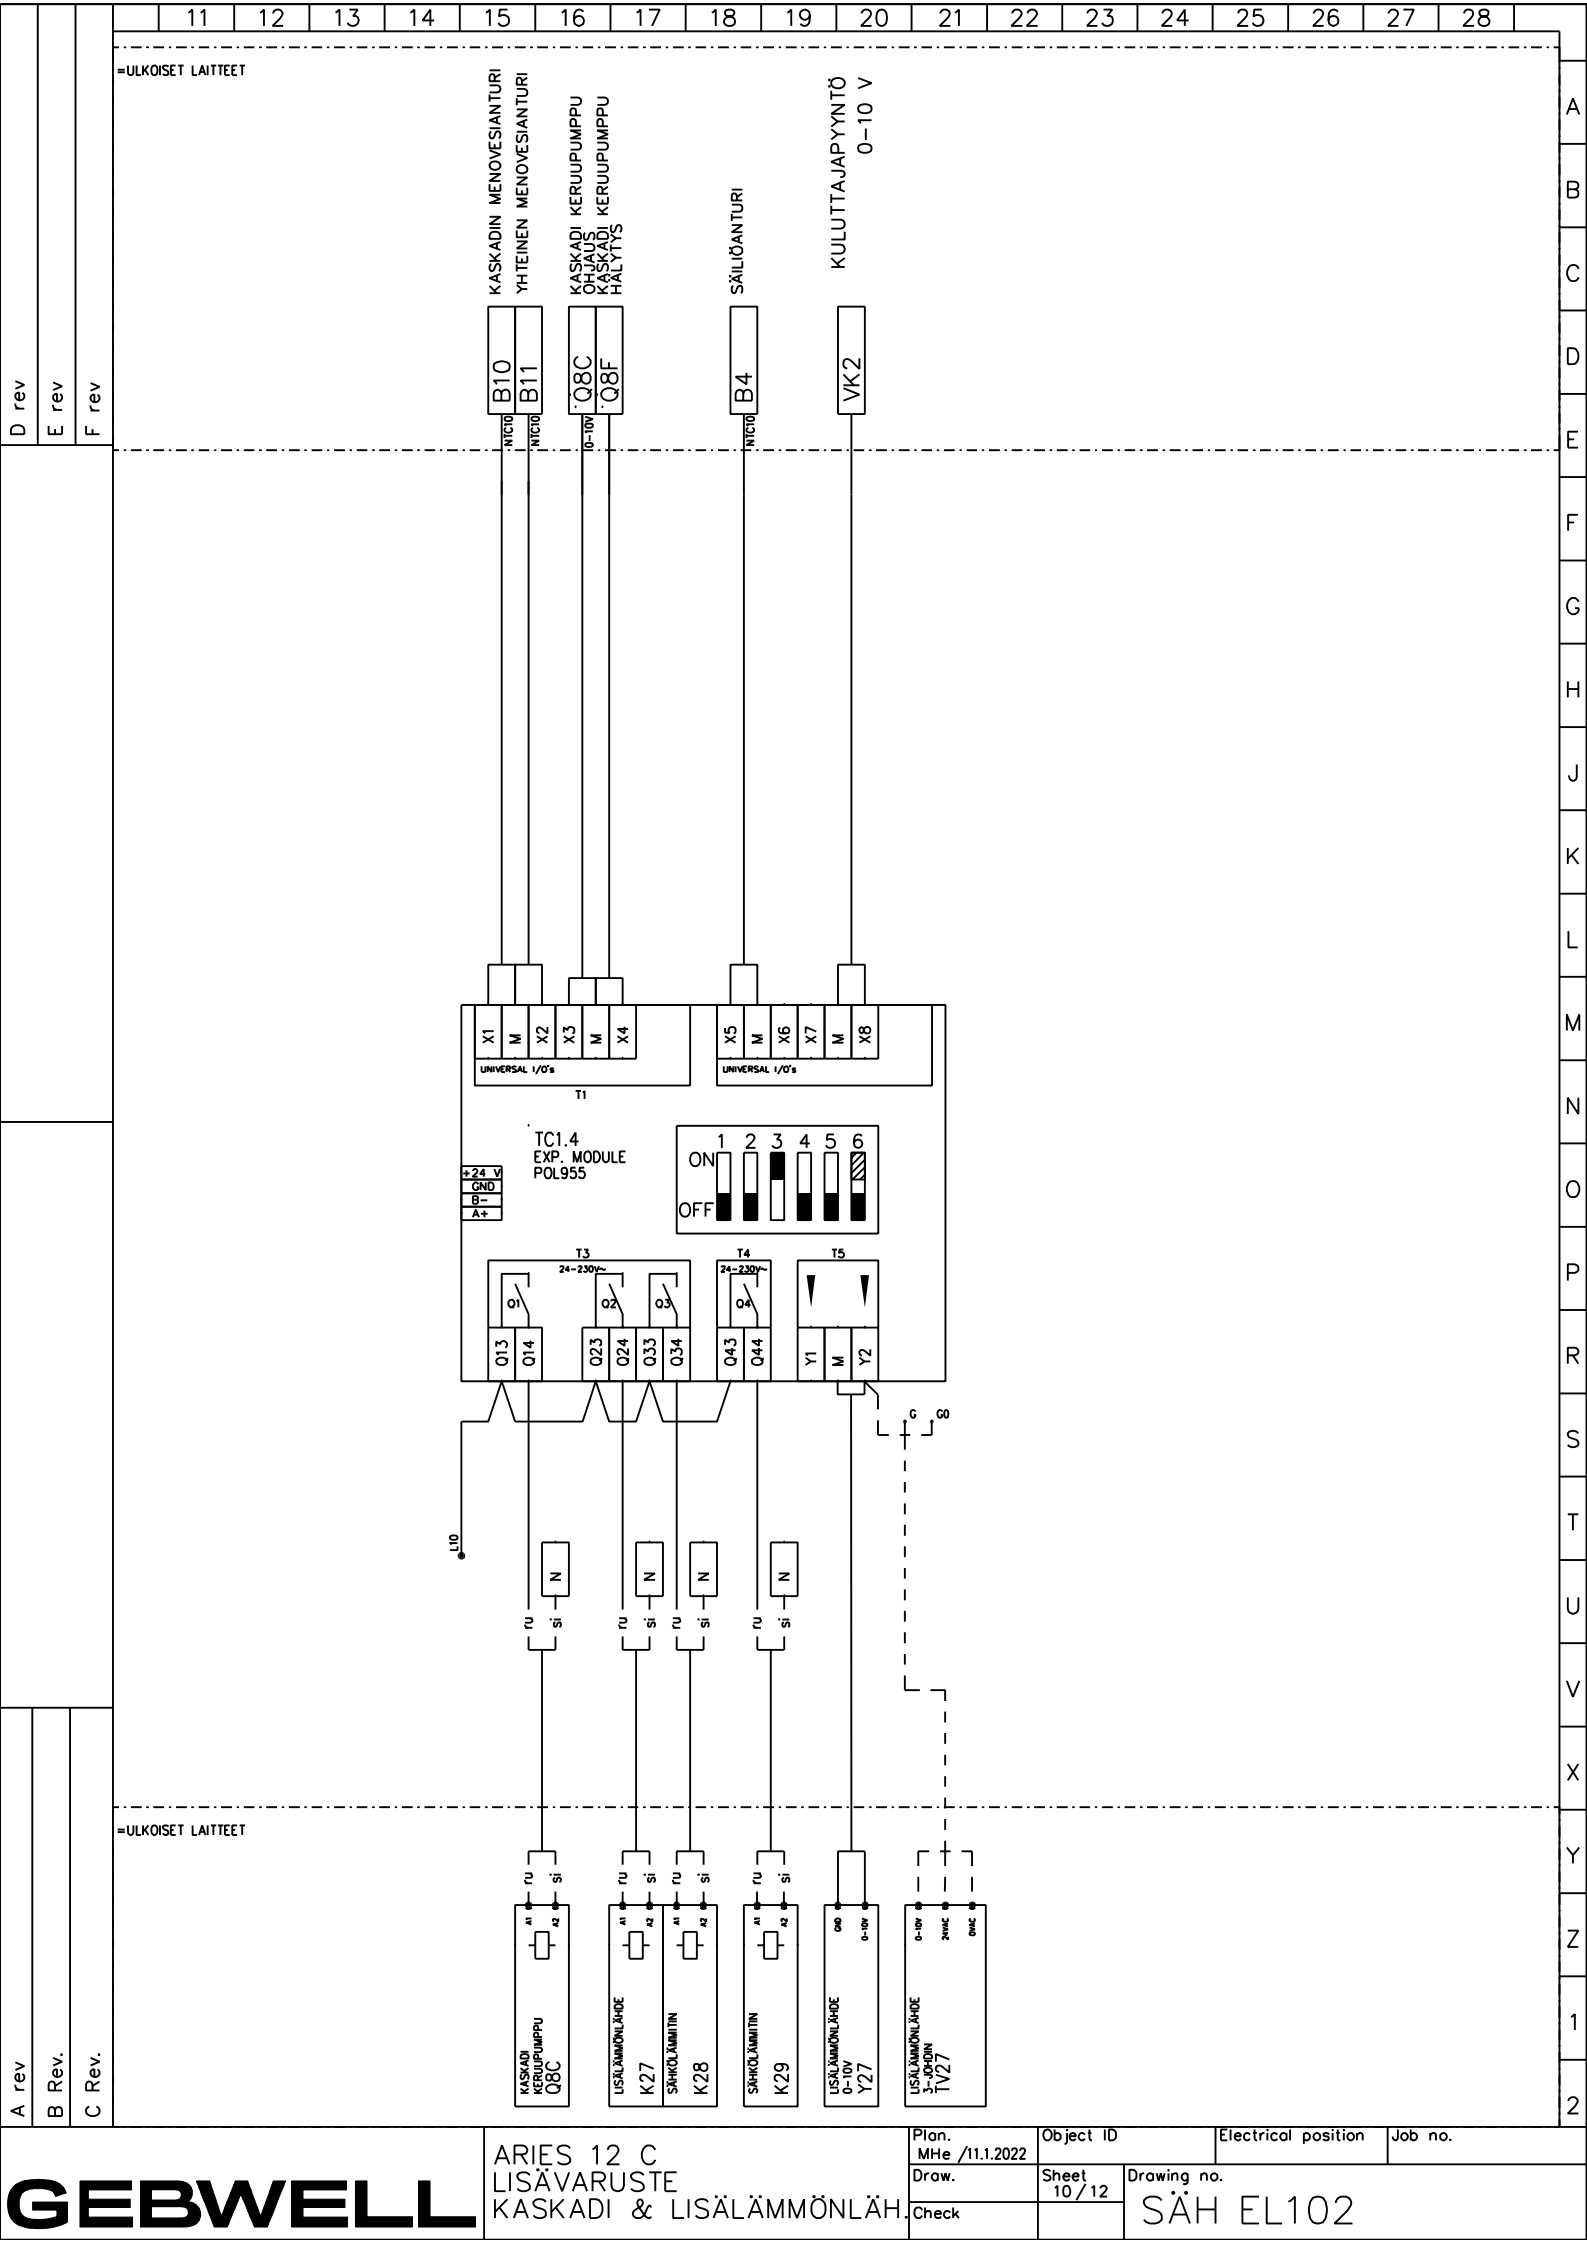 11 12 13 14 15 16 17 18 19 20 21 22 23 24 25 26 27 28
=ULKOISET LAITTEET
KASKADIN MENOVESIANTURI
YHTEINEN MENOVESIANTURI
KASKADI KERUUPUMPPU
OHJAUS
KASKADI KERUUPUMPPU
HÄLYTYS
SÄILIÖANTURI
KULUTTAJAPYYNTÖ
0-10 V
A
B
C
D
E
F
G
H
J
K
L
M
N
O
P
R
S
T
U
V
X
Y
Z
1
2
D rev
E rev
F rev
B10
B11
Q8C
Q8F
B4
VK2
NTC10
NTC10
0-10V
NTC10
X1 M X2 X3 M X4
X5 M X6 X7 M X8
UNIVERSAL I/O's
UNIVERSAL I/O's
T1
TC1.4
EXP. MODULE
POL955
1 2 3 4 5 6
ON
OFF
+24 V
GND
B-
A+
T3
24-230V~
T4
24-230V~
T5
Q1 Q2 Q3 Q4
Q13 Q14 Q23 Q24 Q33 Q34 Q43 Q44 Y1 M Y2
G G0
L10
N N N N
ru si ru si ru si ru si
=ULKOISET LAITTEET
ru si ru si ru si ru si
A1 A2 A1 A2 A1 A2 A1 A2 GND 0-10V 0-10V 24VAC 0VAC
KASKADI
KERUUPUMPPU
Q8C
LISÄLÄMMÖNLÄHDE
K27
SÄHKÖLÄMMITIN
K28
SÄHKÖLÄMMITIN
K29
LISÄLÄMMÖNLÄHDE
0-10V
Y27
LISÄLÄMMÖNLÄHDE
3-JOHDIN
TV27
A rev
B Rev.
C Rev.
GEBWELL
ARIES 12 C
LISÄVARUSTE
KASKADI & LISÄLÄMMÖNLÄH.
Plan.
MHe /11.1.2022
Draw.
Check
Object ID
Electrical position
Job no.
Sheet
10/12
Drawing no.
SÄH EL102